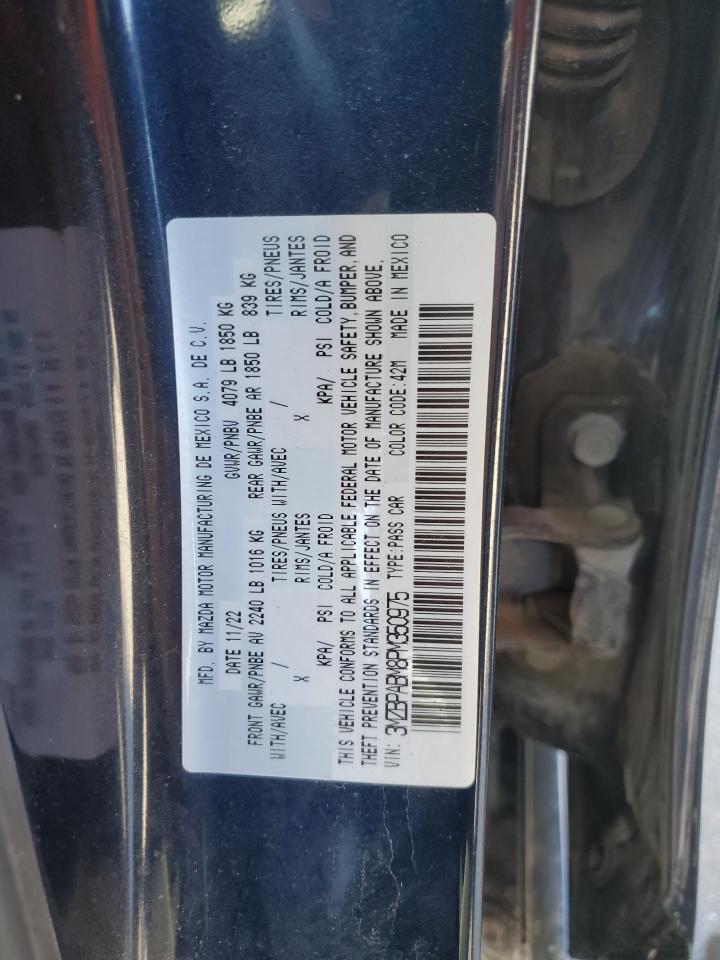 MFD. BY MAZDA MOTOR MANUFACTURING DE MEXICO S.A. DE C.V.
DATE 11/22 GVWR/PNBV 4079 LB 1850 KG
FRONT GAWR/PNBE AV 2240 LB 1016 KG REAR GAWR/PNBE AR 1850 LB 839 KG
WITH/AVEC / TIRES/PNEUS WITH/AVEC / TIRES/PNEUS
X RIMS/JANTES X RIMS/JANTES
KPA/ PSI COLD/A FROID KPA/ PSI COLD/A FROID
THIS VEHICLE CONFORMS TO ALL APPLICABLE FEDERAL MOTOR VEHICLE SAFETY, BUMPER, AND
THEFT PREVENTION STANDARDS IN EFFECT ON THE DATE OF MANUFACTURE SHOWN ABOVE.
VIN: 3MZBPABM8PM350975 TYPE:PASS CAR COLOR CODE:42M MADE IN MEXICO